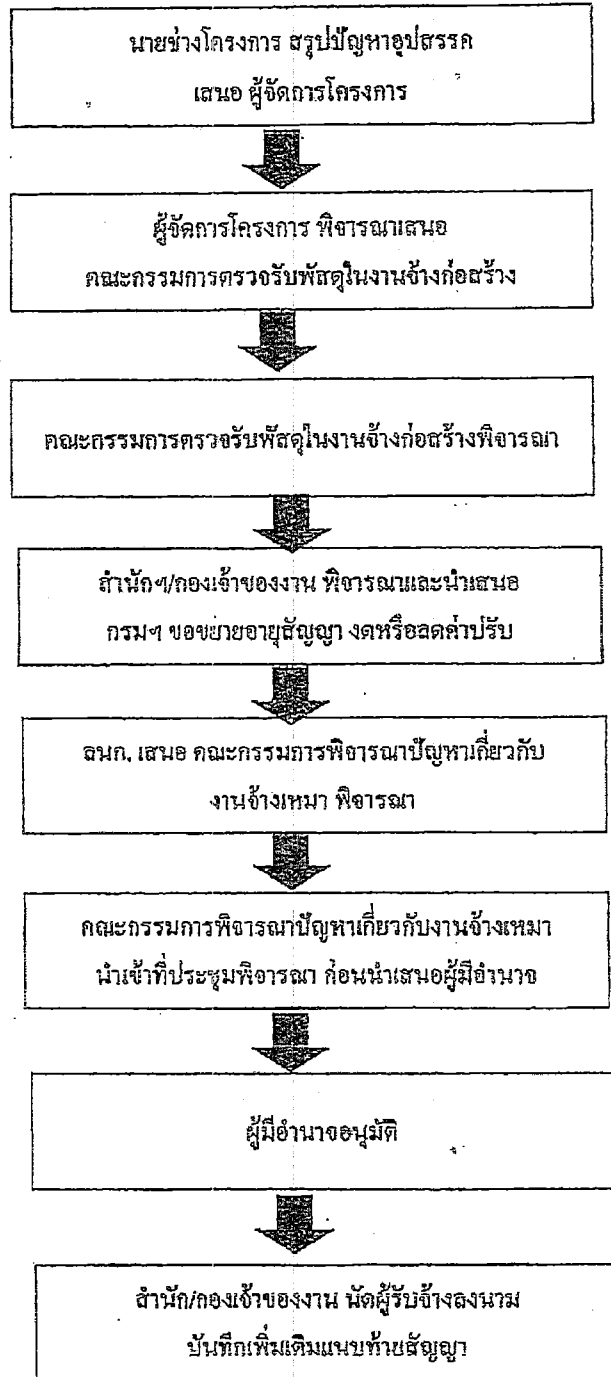 นายช่างโครงการ สรุปปัญหาอุปสรรค
เสนอ ผู้จัดการโครงการ
ผู้จัดการโครงการ พิจารณาเสนอ
คณะกรรมการตรวจรับพัสดุในงานจ้างก่อสร้าง
คณะกรรมการตรวจรับพัสดุในงานจ้างก่อสร้างพิจารณา
สำนักฯ/กองเจ้าของงาน พิจารณาและนำเสนอ
กรมฯ ขอขยายอายุสัญญา งดหรือลดค่าปรับ
ลนก. เสนอ คณะกรรมการพิจารณาปัญหาเกี่ยวกับ
งานจ้างเหมา พิจารณา
คณะกรรมการพิจารณาปัญหาเกี่ยวกับงานจ้างเหมา
นำเข้าที่ประชุมพิจารณา ก่อนนำเสนอผู้มีอำนาจ
ผู้มีอำนาจอนุมัติ
สำนัก/กองเจ้าของงาน นัดผู้รับจ้างลงนาม
บันทึกเพิ่มเติมแนบท้ายสัญญา